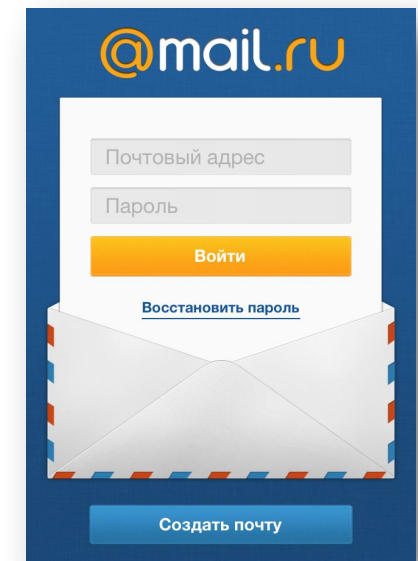 @mail.ru
Почтовый адрес
Пароль
Войти
Восстановить пароль
Создать почту